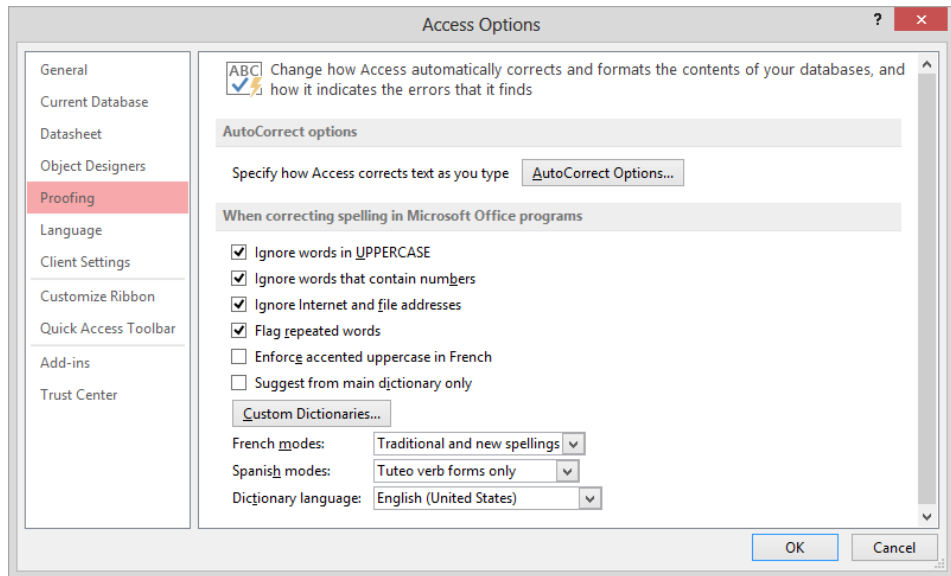 Access Options
?
General
Current Database
Datasheet
Object Designers
Proofing
Language
Client Settings
Customize Ribbon
Quick Access Toolbar
Add-ins
Trust Center
ABC
Change how Access automatically corrects and formats the contents of your databases, and
how it indicates the errors that it finds
AutoCorrect options
Specify how Access corrects text as you type AutoCorrect Options...
When correcting spelling in Microsoft Office programs
Ignore words in UPPERCASE
Ignore words that contain numbers
Ignore Internet and file addresses
Flag repeated words
Enforce accented uppercase in French
Suggest from main dictionary only
Custom Dictionaries...
French modes: Traditional and new spellings
Spanish modes: Tuteo verb forms only
Dictionary language: English (United States)
OK Cancel